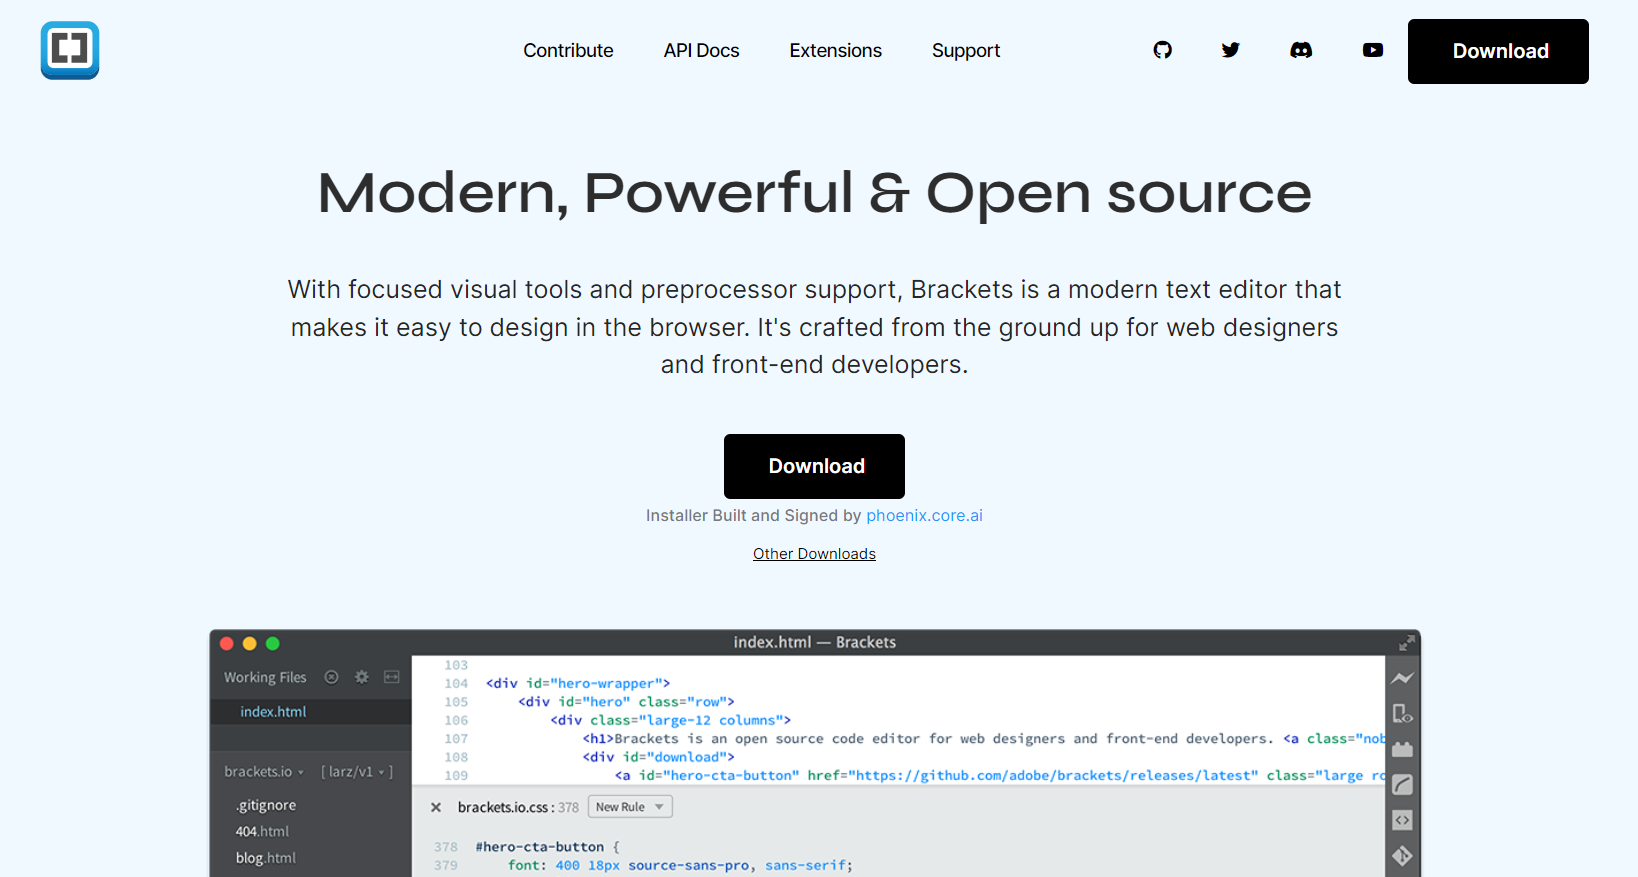 Contribute API Docs Extensions Support Download
Modern, Powerful & Open source
With focused visual tools and preprocessor support, Brackets is a modern text editor that
makes it easy to design in the browser. It's crafted from the ground up for web designers
and front-end developers.
Download
Installer Built and Signed by phoenix.core.ai
Other Downloads
index.html — Brackets
Working Files
index.html
brackets.io [ larz/v1 ]
.gitignore
404.html
blog.html
103
104 <div id="hero-wrapper">
105 <div id="hero" class="row">
106 <div class="large-12 columns">
107 <h1>Brackets is an open source code editor for web designers and front-end developers. <a class="nob
108 <div id="download">
109 <a id="hero-cta-button" href="https://github.com/adobe/brackets/releases/latest" class="large ro
× brackets.io.css : 378 New Rule
378 #hero-cta-button {
379 font: 400 18px source-sans-pro, sans-serif;